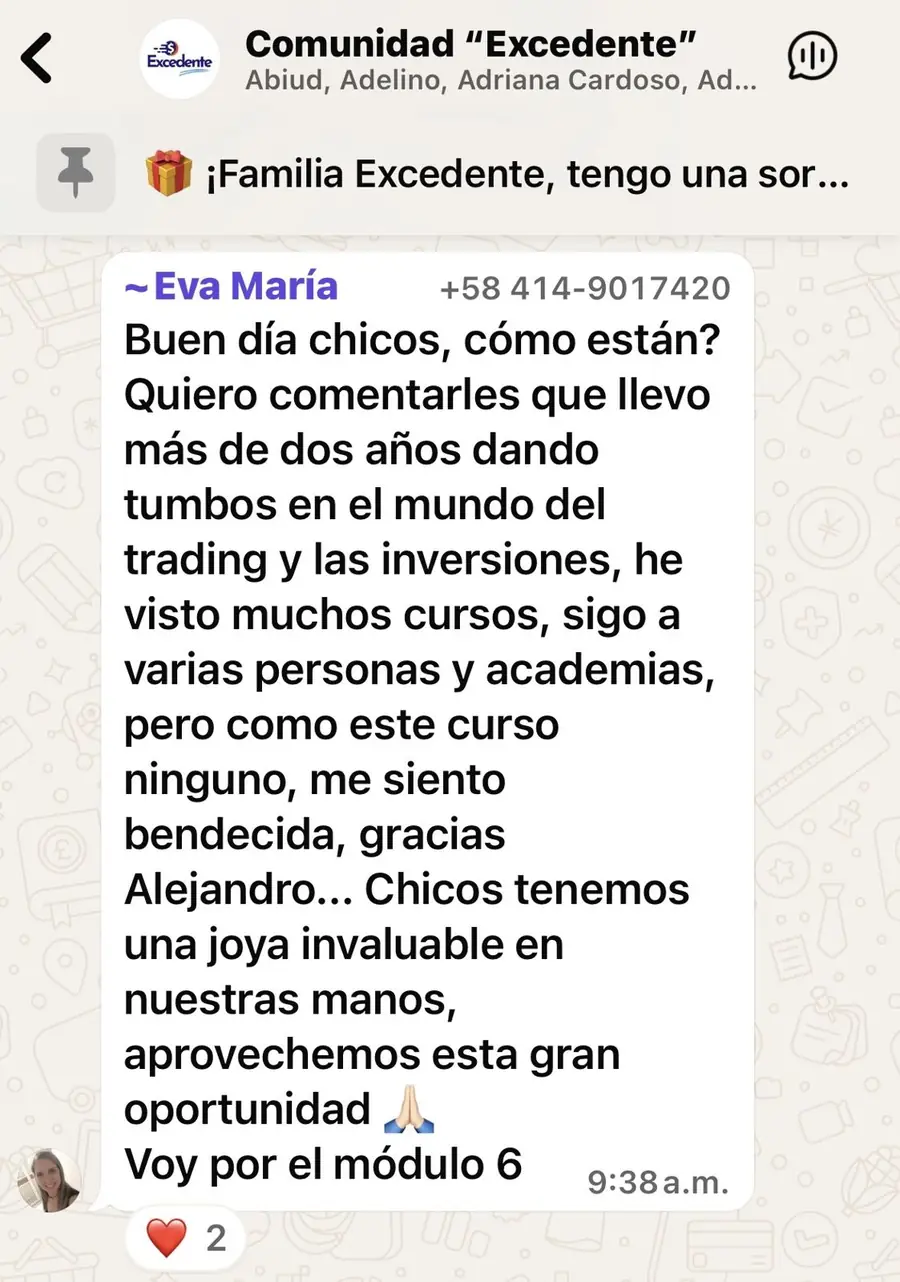 Excedente
Comunidad “Excedente”
Abiud, Adelino, Adriana Cardoso, Ad...
🎁 ¡Familia Excedente, tengo una sor...
~Eva María +58 414-9017420
Buen día chicos, cómo están?
Quiero comentarles que llevo
más de dos años dando
tumbos en el mundo del
trading y las inversiones, he
visto muchos cursos, sigo a
varias personas y academias,
pero como este curso
ninguno, me siento
bendecida, gracias
Alejandro... Chicos tenemos
una joya invaluable en
nuestras manos,
aprovechemos esta gran
oportunidad 🙏🏻
Voy por el módulo 6
9:38 a.m.
❤️ 2